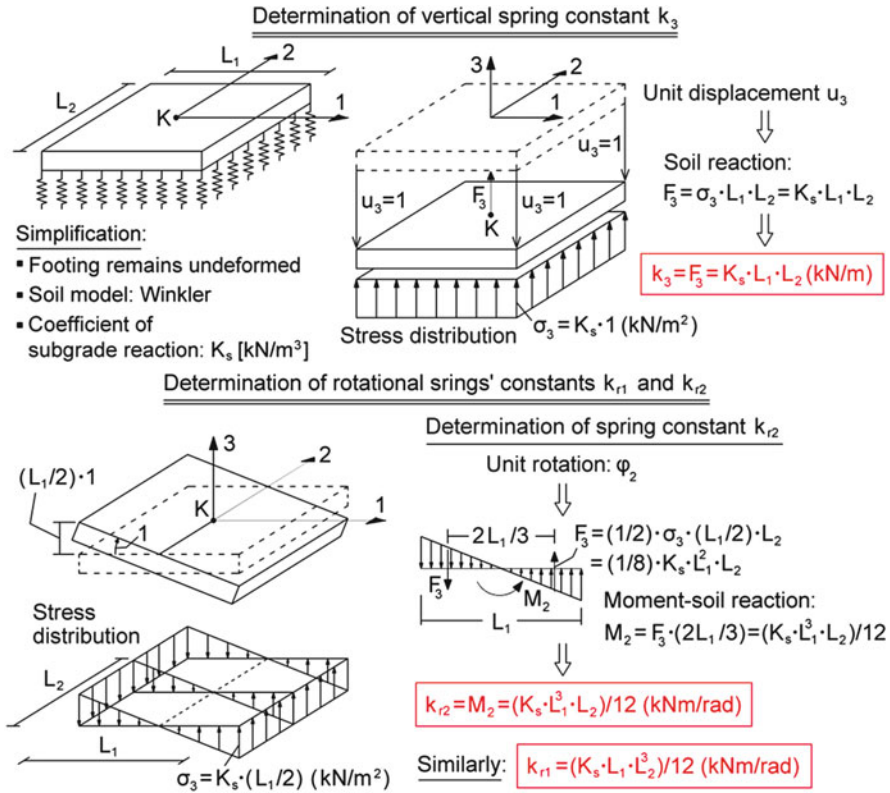 Determination of vertical spring constant k₃
L₁
2
L₂
K
1
3
2
1
u₃=1
u₃=1
F₃
u₃=1
K
Unit displacement u₃
Soil reaction:
F₃=σ₃·L₁·L₂=Kₛ·L₁·L₂
k₃=F₃=Kₛ·L₁·L₂(kN/m)
Simplification:
▪ Footing remains undeformed
▪ Soil model: Winkler
▪ Coefficient of
subgrade reaction: Kₛ[kN/m³]
Stress distribution
σ₃=Kₛ·1(kN/m²)
Determination of rotational srings' constants kᵣ₁ and kᵣ₂
3
2
(L₁/2)·1
K
1
1
Stress
distribution
L₂
L₁
σ₃=Kₛ·(L₁/2) (kN/m²)
Determination of spring constant kᵣ₂
Unit rotation: φ₂
2L₁/3
F₃=(1/2)·σ₃·(L₁/2)·L₂
=(1/8)·Kₛ·L₁²·L₂
F₃
M₂
L₁
Moment-soil reaction:
M₂=F₃·(2L₁/3)=(Kₛ·L₁³·L₂)/12
kᵣ₂=M₂=(Kₛ·L₁³·L₂)/12 (kNm/rad)
Similarly: kᵣ₁=(Kₛ·L₁·L₂³)/12 (kNm/rad)